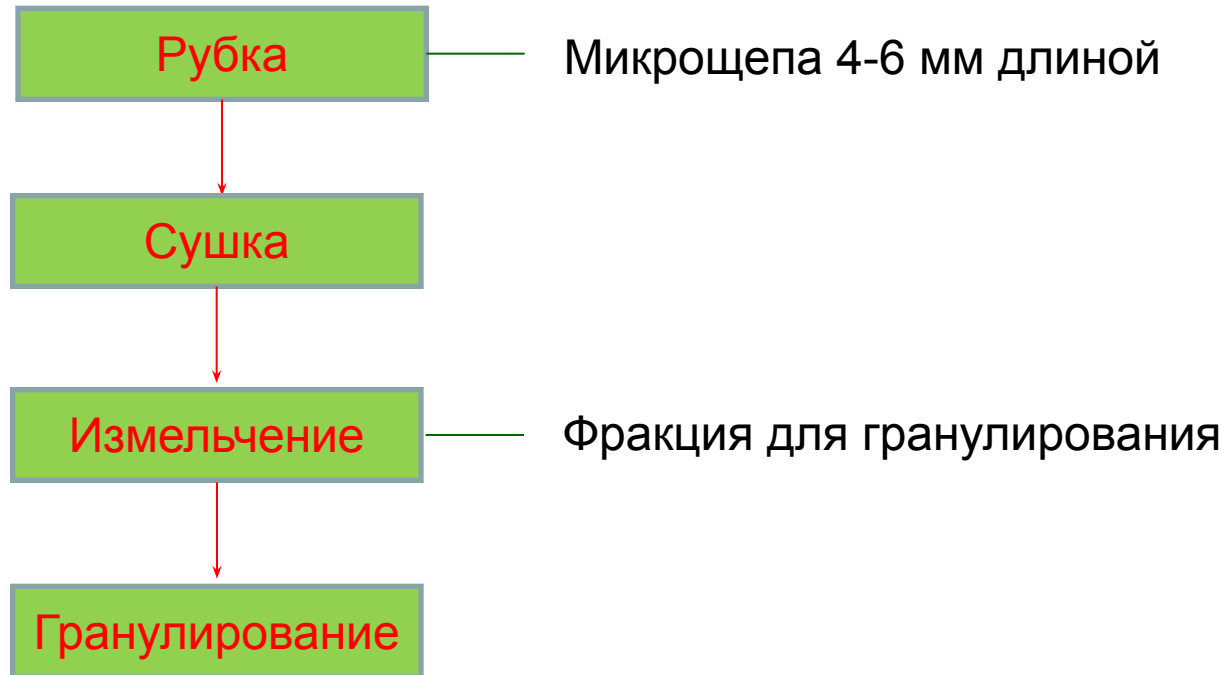 Рубка
Микрощепа 4-6 мм длиной
Сушка
Измельчение
Фракция для гранулирования
Гранулирование